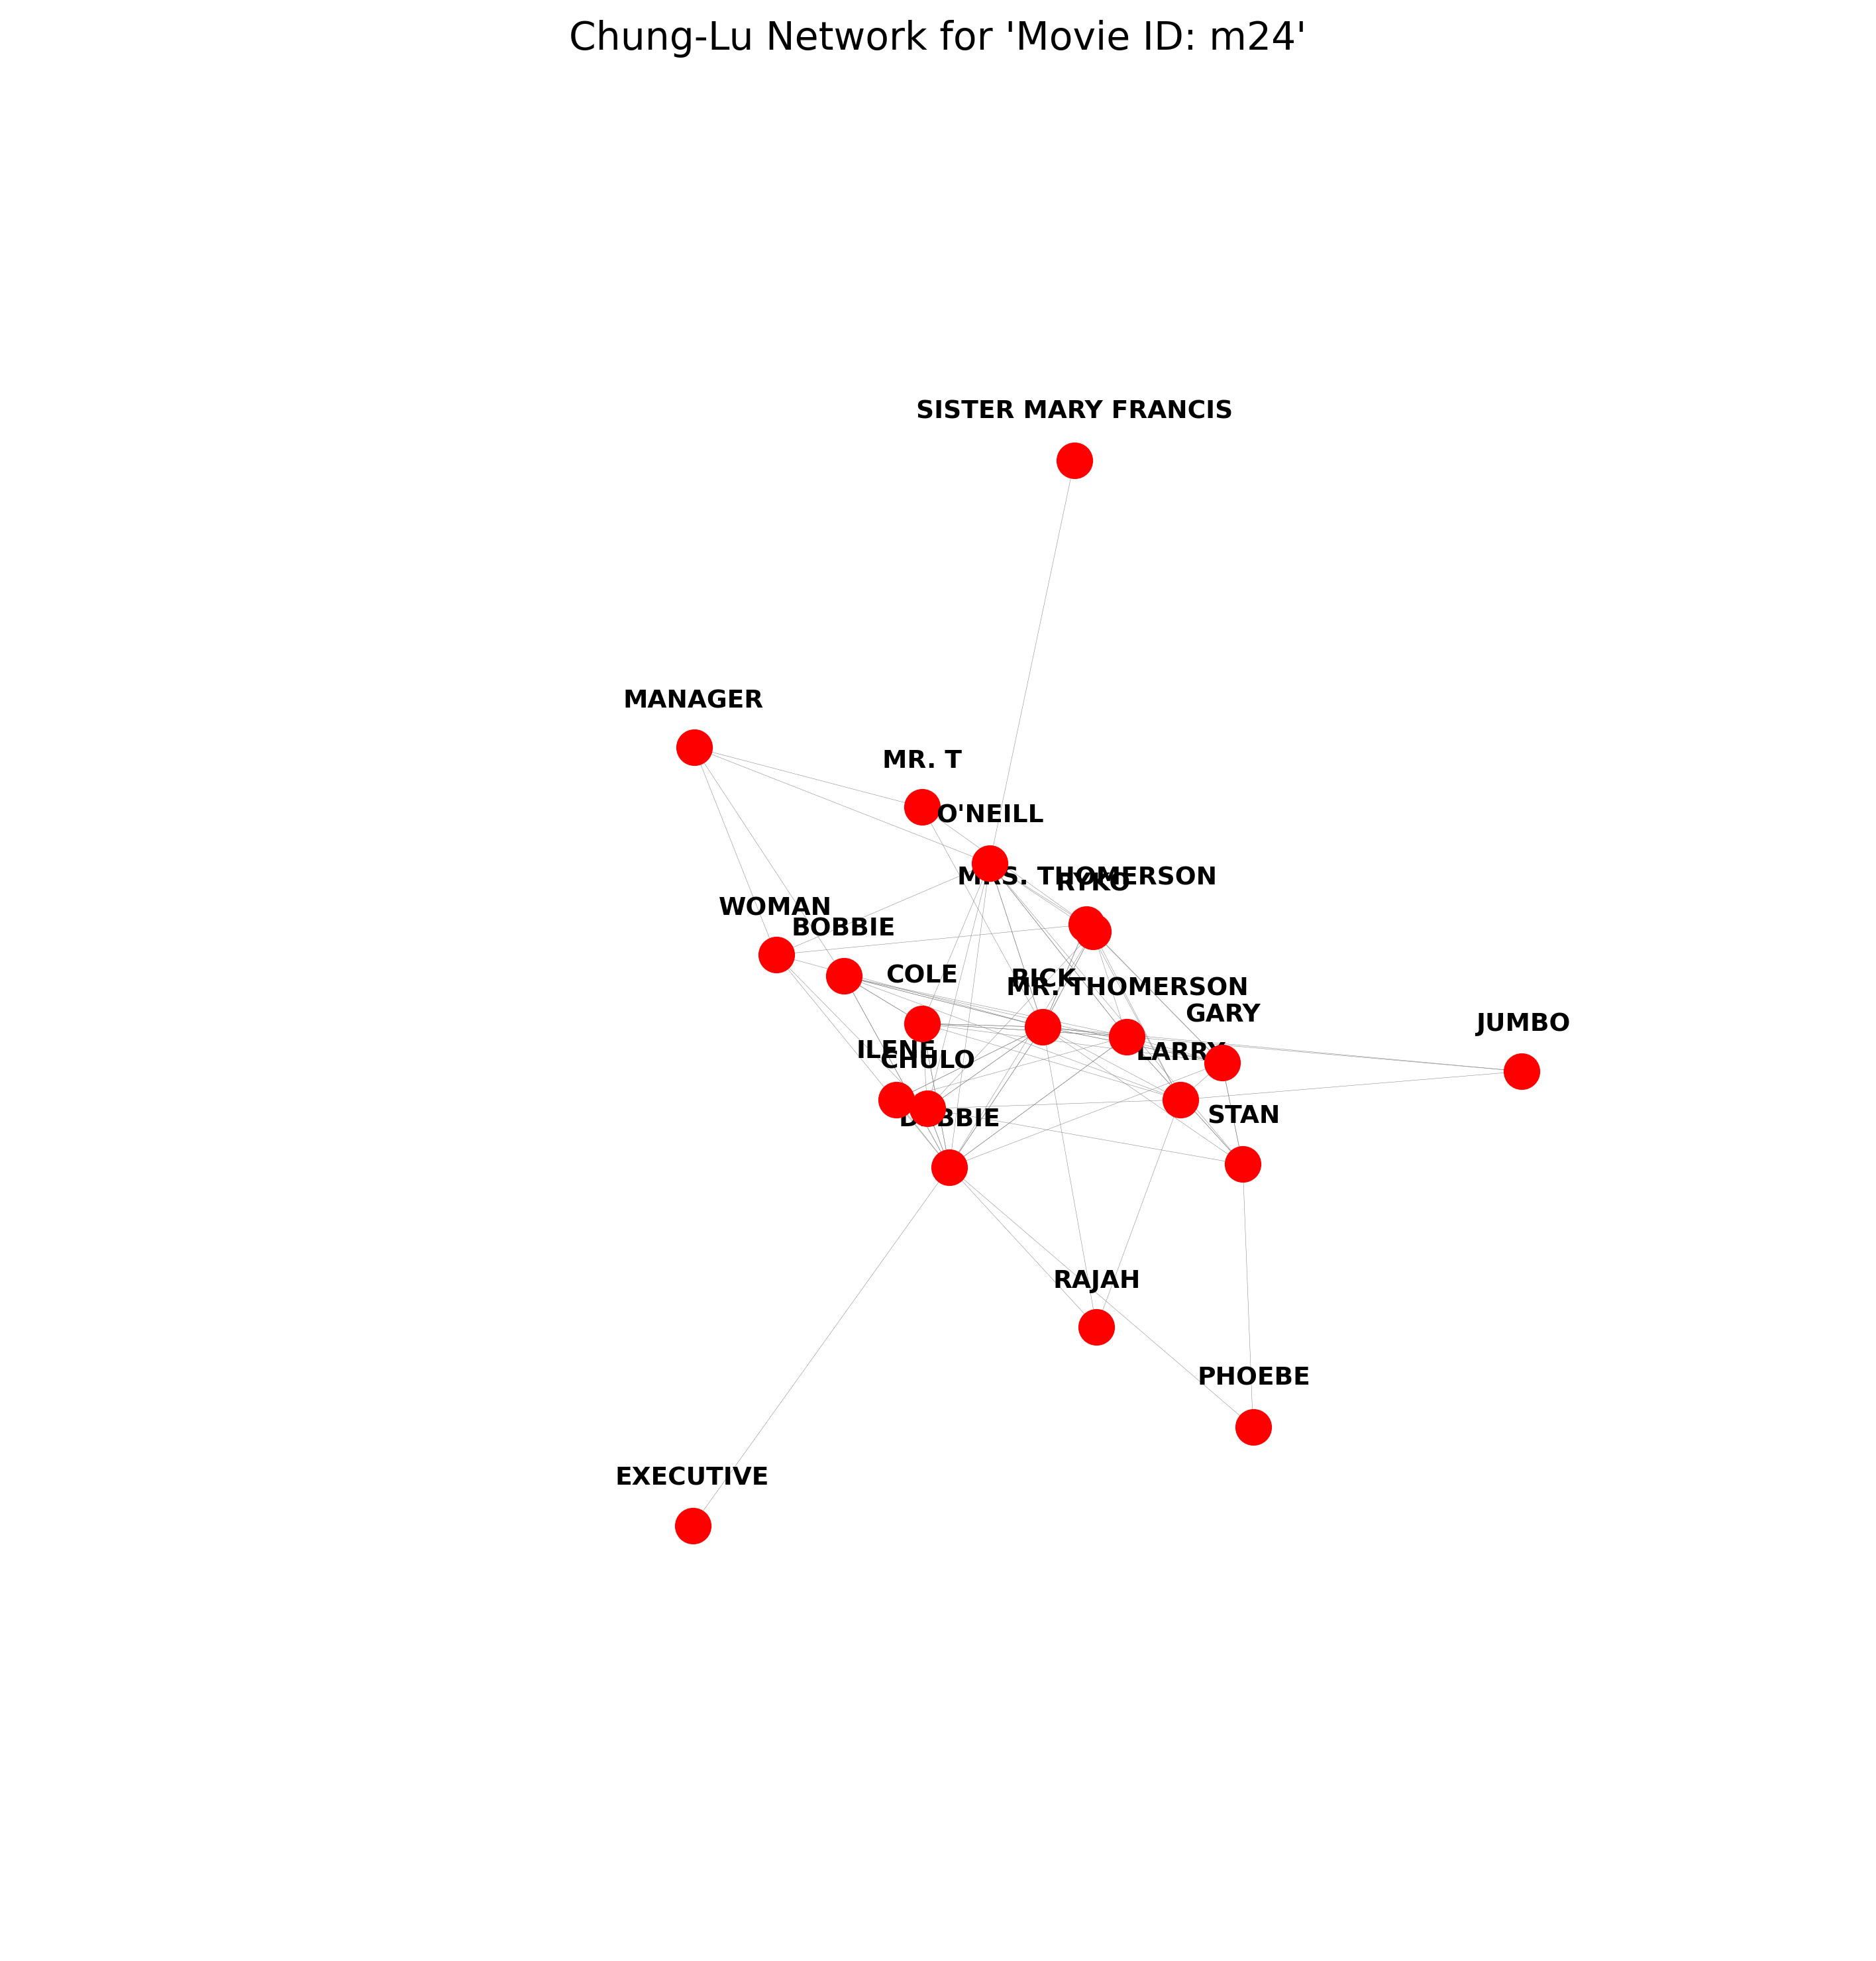 Chung-Lu Network for 'Movie ID: m24'
SISTER MARY FRANCIS
MANAGER
MR. T
O'NEILL
MRS. THOMERSON
RYKO
WOMAN
BOBBIE
COLE
RICK
MR. THOMERSON
GARY
JUMBO
ILENE
LARRY
CHULO
STAN
DEBBIE
RAJAH
PHOEBE
EXECUTIVE